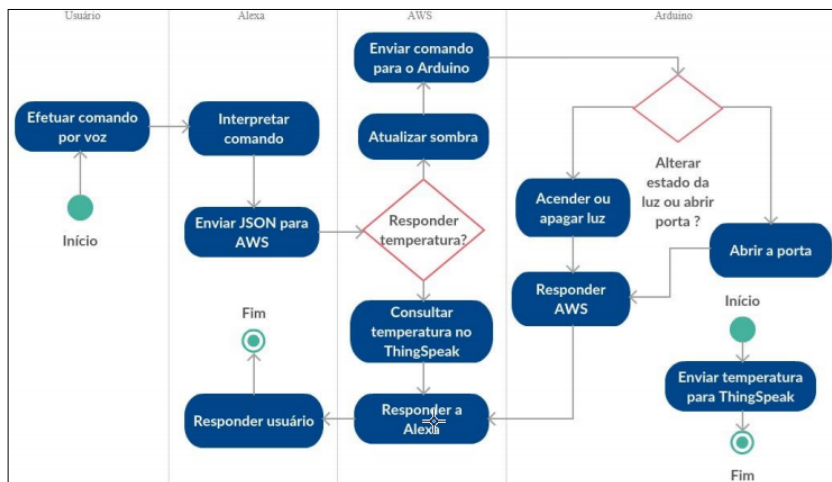 Usuário
Alexa
AWS
Arduino
Efetuar comando
por voz
Início
Interpretar
comando
Enviar JSON para
AWS
Fim
Responder usuário
Enviar comando
para o Arduino
Atualizar sombra
Responder
temperatura?
Consultar
temperatura no
ThingSpeak
Responder a
Alexa
Alterar
estado da
luz ou abrir
porta ?
Acender ou
apagar luz
Abrir a porta
Responder
AWS
Início
Enviar temperatura
para ThingSpeak
Fim